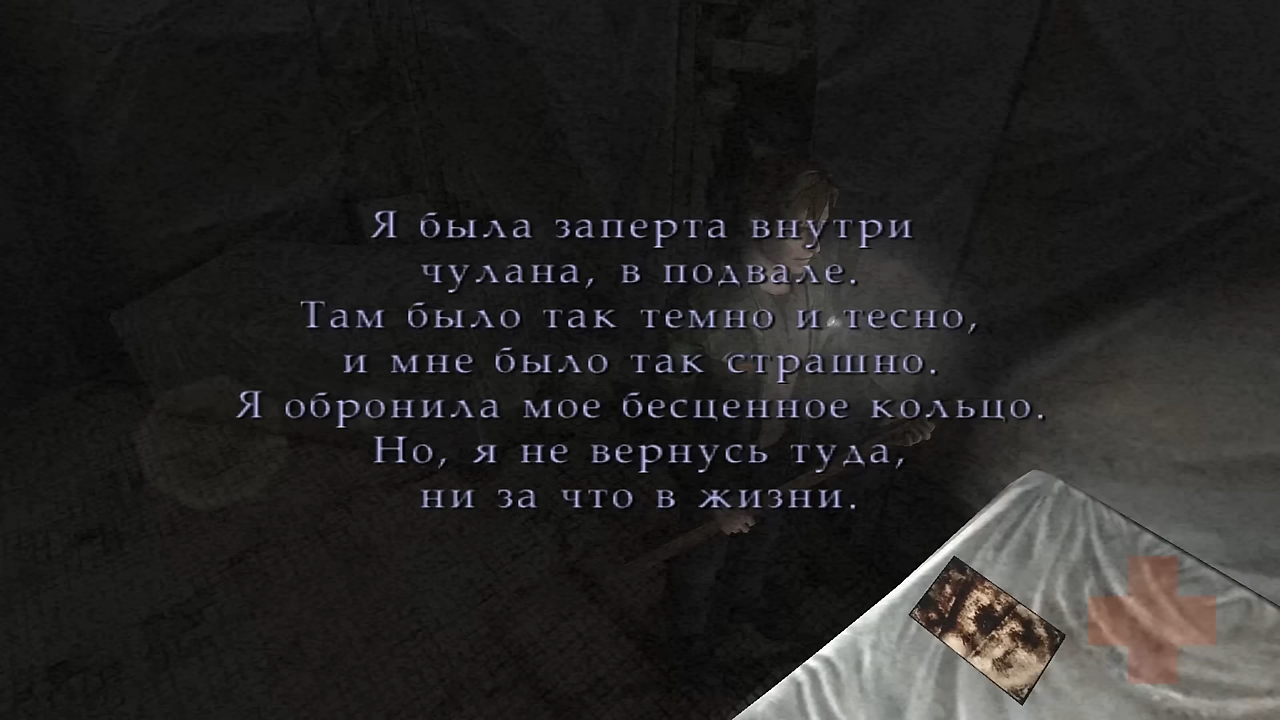 Я была заперта внутри
чулана, в подвале.
Там было так темно и тесно,
и мне было так страшно.
Я обронила мое бесценное кольцо.
Но, я не вернусь туда,
ни за что в жизни.